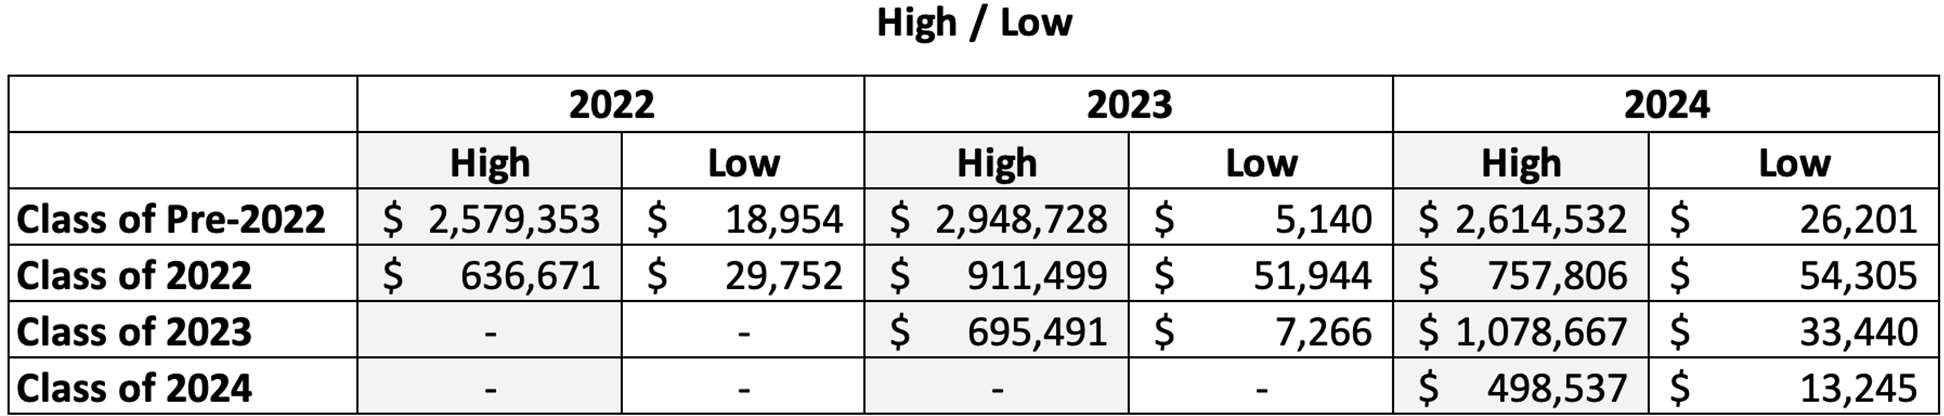 High / Low
2022 2023 2024
High Low High Low High Low
Class of Pre-2022 $ 2,579,353 $ 18,954 $ 2,948,728 $ 5,140 $ 2,614,532 $ 26,201
Class of 2022 $ 636,671 $ 29,752 $ 911,499 $ 51,944 $ 757,806 $ 54,305
Class of 2023 - - $ 695,491 $ 7,266 $ 1,078,667 $ 33,440
Class of 2024 - - - - $ 498,537 $ 13,245